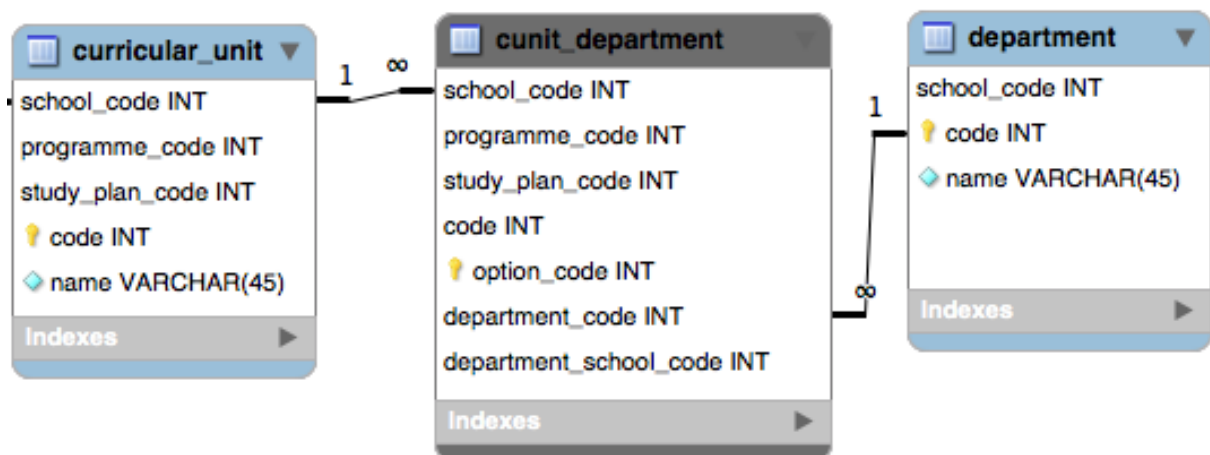 curricular_unit
school_code INT
programme_code INT
study_plan_code INT
code INT
name VARCHAR(45)
Indexes
1
∞
cunit_department
school_code INT
programme_code INT
study_plan_code INT
code INT
option_code INT
department_code INT
department_school_code INT
Indexes
1
∞
department
school_code INT
code INT
name VARCHAR(45)
Indexes